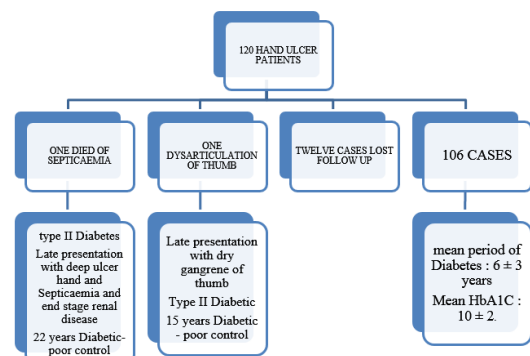 120 HAND ULCER
PATIENTS
ONE DIED OF
SEPTICAEMIA
ONE
DYSARTICULATION
OF THUMB
TWELVE CASES LOST
FOLLOW UP
106 CASES
type II Diabetes
Late presentation
with deep ulcer
hand and
Septicaemia and
end stage renal
disease
22 years Diabetic-
poor control
Late presentation
with dry
gangrene of
thumb
Type II Diabetic
15 years Diabetic
- poor control
mean period of
Diabetes : 6 ± 3
years
Mean HbA1C :
10 ± 2.